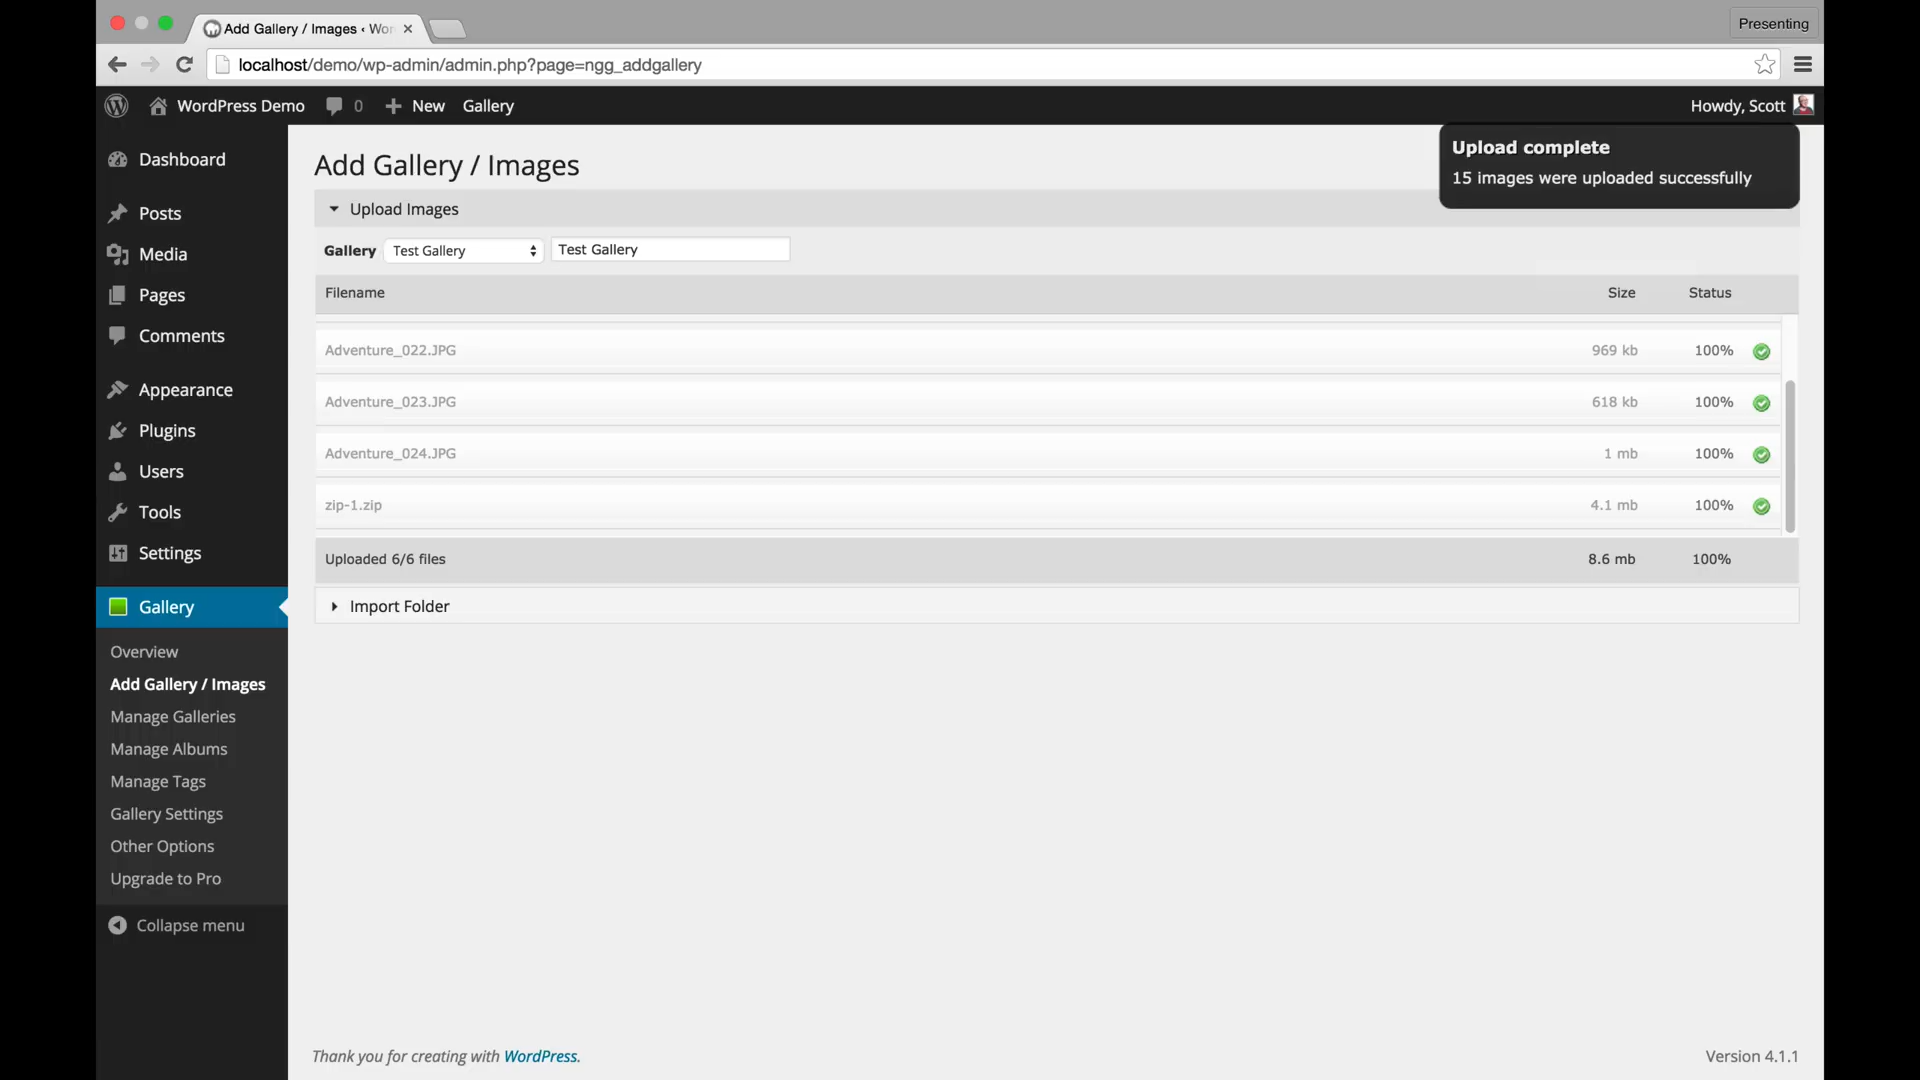 Add Gallery / Images ‹ Wor
Presenting
localhost/demo/wp-admin/admin.php?page=ngg_addgallery
WordPress Demo 0 New Gallery Howdy, Scott
Dashboard
Posts
Media
Pages
Comments
Appearance
Plugins
Users
Tools
Settings
Gallery
Overview
Add Gallery / Images
Manage Galleries
Manage Albums
Manage Tags
Gallery Settings
Other Options
Upgrade to Pro
Collapse menu
Add Gallery / Images
Upload complete
15 images were uploaded successfully
Upload Images
Gallery Test Gallery Test Gallery
Filename Size Status
Adventure_022.JPG 969 kb 100%
Adventure_023.JPG 618 kb 100%
Adventure_024.JPG 1 mb 100%
zip-1.zip 4.1 mb 100%
Uploaded 6/6 files 8.6 mb 100%
Import Folder
Thank you for creating with WordPress. Version 4.1.1